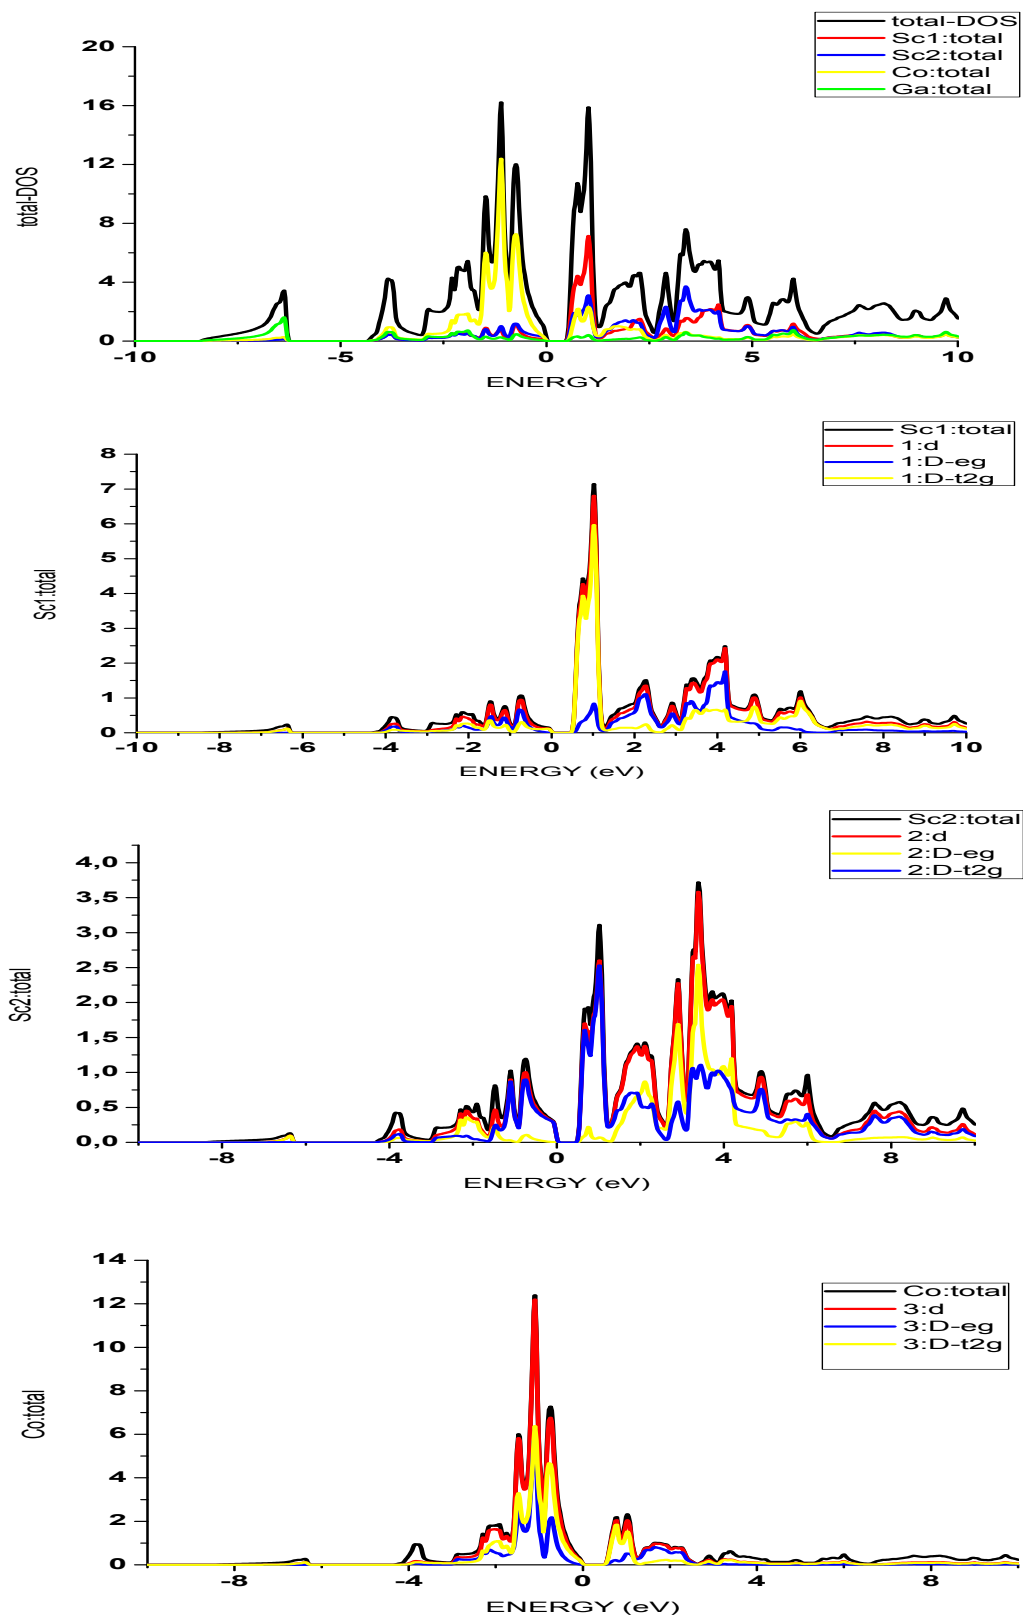 total-DOS
Sc1:total
Sc2:total
Co:total
Ga:total
20
16
12
8
4
0
total-DOS
-10 -5 0 5 10
ENERGY
Sc1:total
1:d
1:D-eg
1:D-t2g
8
7
6
5
4
3
2
1
0
Sc1:total
-10 -8 -6 -4 -2 0 2 4 6 8 10
ENERGY (eV)
Sc2:total
2:d
2:D-eg
2:D-t2g
4,0
3,5
3,0
2,5
2,0
1,5
1,0
0,5
0,0
Sc2:total
-8 -4 0 4 8
ENERGY (eV)
Co:total
3:d
3:D-eg
3:D-t2g
14
12
10
8
6
4
2
0
Co:total
-8 -4 0 4 8
ENERGY (eV)